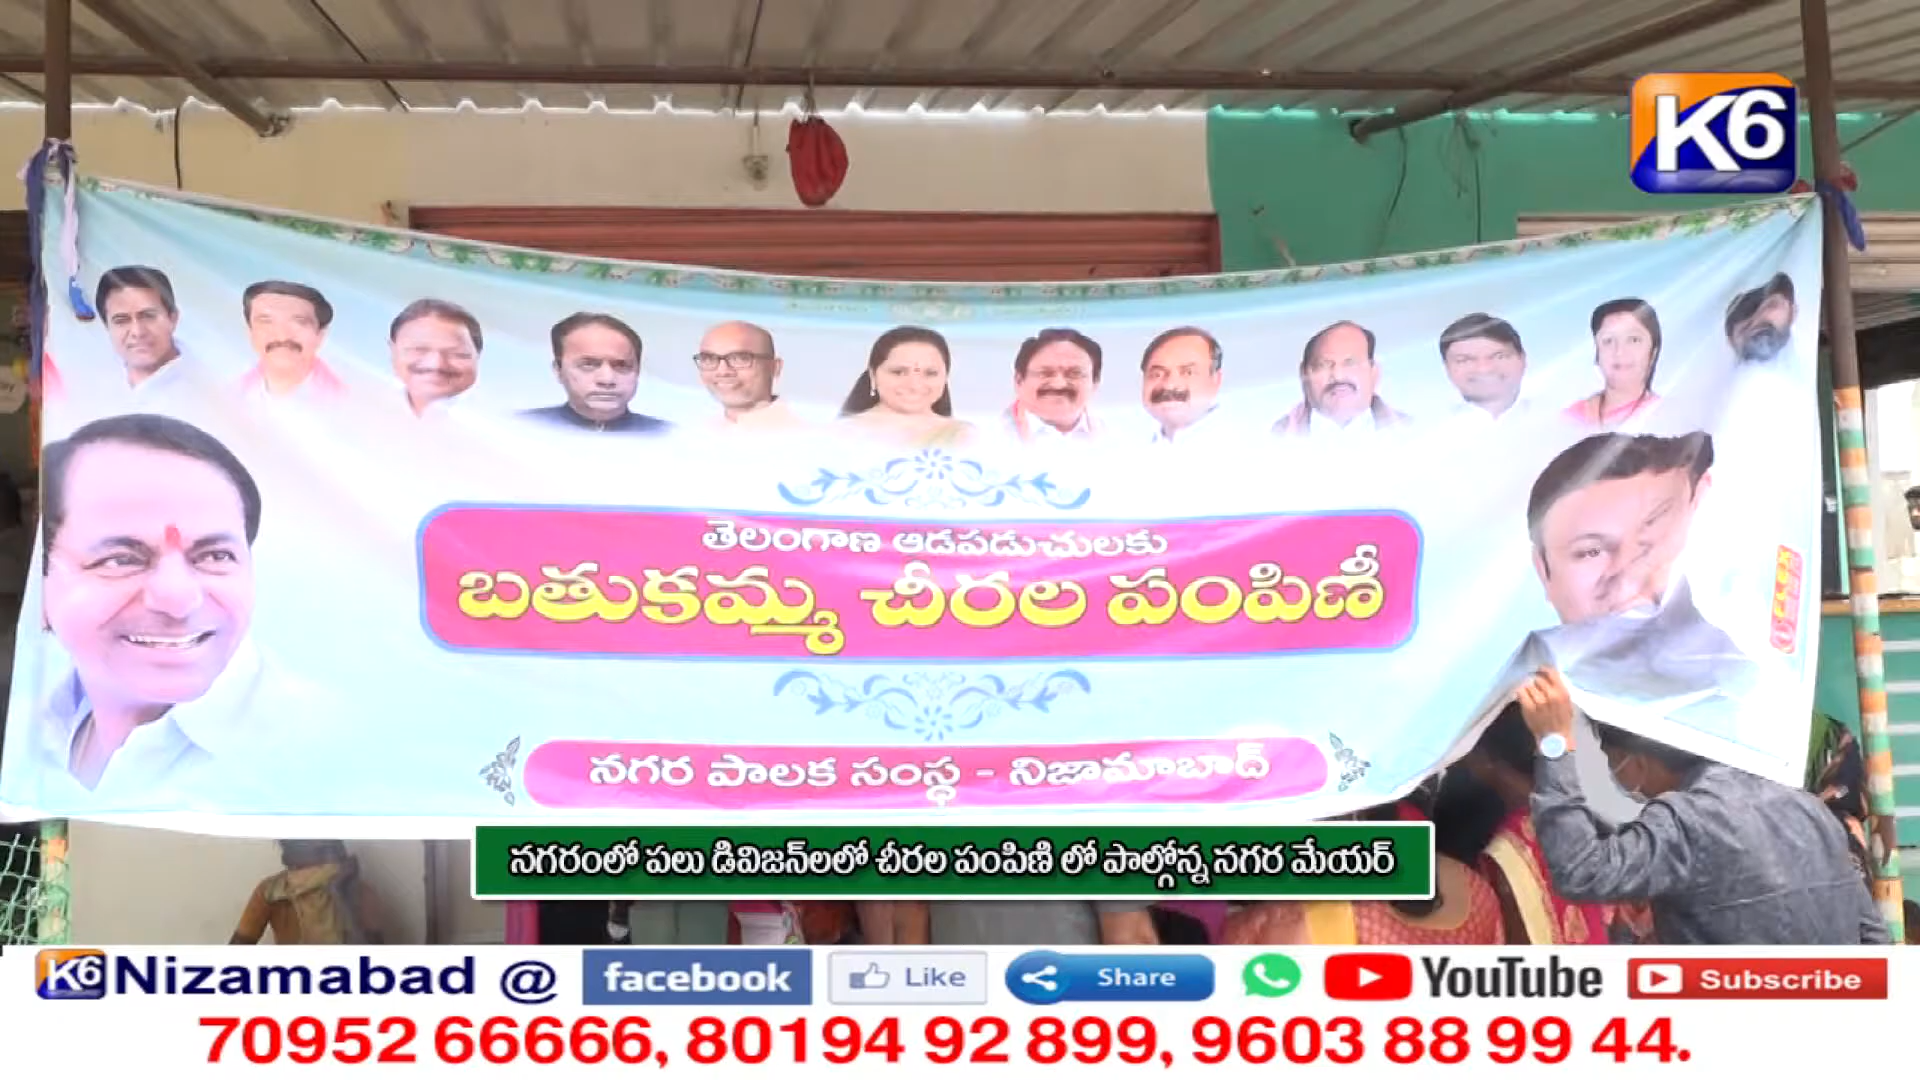 K6
తెలంగాణ ఆడపడుచులకు
బతుకమ్మ చీరల పంపిణీ
నగర పాలక సంస్థ - నిజామాబాద్
నగరంలో పలు డివిజన్‌లలో చీరల పంపిణి లో పాల్గోన్న నగర మేయర్
K6 Nizamabad @ facebook Like Share YouTube Subscribe
70952 66666, 80194 92 899, 9603 88 99 44.